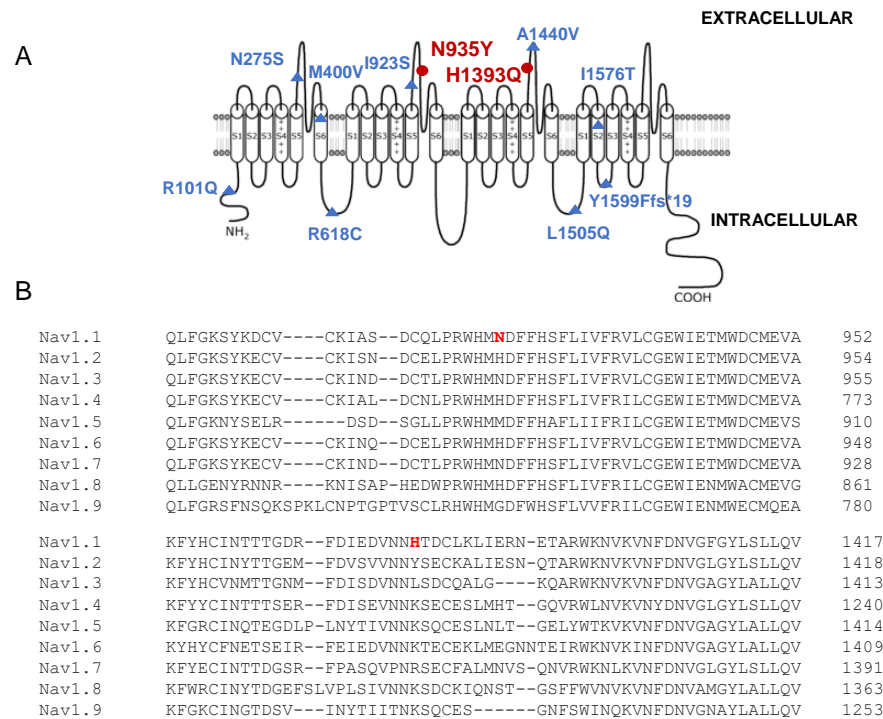 EXTRACELLULAR
A
N275S
M400V
I923S
N935Y
H1393Q
A1440V
I1576T
S1 S2 S3 S4 + + + + S5 S6 S1 S2 S3 S4 + + + + S5 S6 S1 S2 S3 S4 + + + + S5 S6 S1 S2 S3 S4 + + + + S5 S6
R101Q
NH2
R618C
L1505Q
Y1599Ffs*19
INTRACELLULAR
COOH
B
Nav1.1 QLFGKSYKDCV----CKIAS--DCQLPRWHMNDFFHSFLIVFRVLCGEWIETMWDCMEVA 952
Nav1.2 QLFGKSYKECV----CKISN--DCELPRWHMHDFFHSFLIVFRVLCGEWIETMWDCMEVA 954
Nav1.3 QLFGKSYKECV----CKIND--DCTLPRWHMNDFFHSFLIVFRVLCGEWIETMWDCMEVA 955
Nav1.4 QLFGKSYKECV----CKIAL--DCNLPRWHMHDFFHSFLIVFRILCGEWIETMWDCMEVA 773
Nav1.5 QLFGKNYSELR------DSD-SGLLPRWHMMDFFHAFLIIFRILCGEWIETMWDCMEVS 910
Nav1.6 QLFGKSYKECV----CKINQ--DCELPRWHMHDFFHSFLIVFRVLCGEWIETMWDCMEVA 948
Nav1.7 QLFGKSYKECV----CKIND--DCTLPRWHMNDFFHSFLIVFRVLCGEWIETMWDCMEVA 928
Nav1.8 QLLGENYRNNR----KNISAP-HEDWPRWHMHDFFHSFLIVFRILCGEWIENMWACMEVG 861
Nav1.9 QLFGRSFNSQKSPKLCNPTGPTVSCLRHWHMGDFWHSFLVVFRILCGEWIENMWECMQEA 780
Nav1.1 KFYHCINTTTGDR--FDIEDVNNHTDCLKLIERN-ETARWKNVKVNFDNVGFGYLSLLQV 1417
Nav1.2 KFYHCINYTTGEM--FDVSVVNNYSECKALIESN-QTARWKNVKVNFDNVGLGYLSLLQV 1418
Nav1.3 KFYHCVNMTTGNM--FDISDVNNLSDCQALG----KQARWKNVKVNFDNVGAGYLALLQV 1413
Nav1.4 KFYYCINTTTSER--FDISEVNNKSECESLMHT--GQVRWLNVKVNYDNVGLGYLSLLQV 1240
Nav1.5 KFGRCINQTEGDLP-LNYTIVNNKSQCESLNLT--GELYWTKVKVNFDNVGAGYLALLQV 1414
Nav1.6 KYHYCFNETSEIR--FEIEDVNNKTECEKLMEGNNTEIRWKNVKINFDNVGAGYLALLQV 1409
Nav1.7 KFYECINTTDGSR--FPASQVPNRSECFALMNVS-QNVRWKNLKVNFDNVGLGYLSLLQV 1391
Nav1.8 KFWRCINYTDGEFSLVPLSIVNNKSDCKIQNST--GSFFWVNVKVNFDNVAMGYLALLQV 1363
Nav1.9 KFGKCINGTDSV---INYTIITNKSQCES------GNFSWINQKVNFDNVGNAYLALLQV 1253